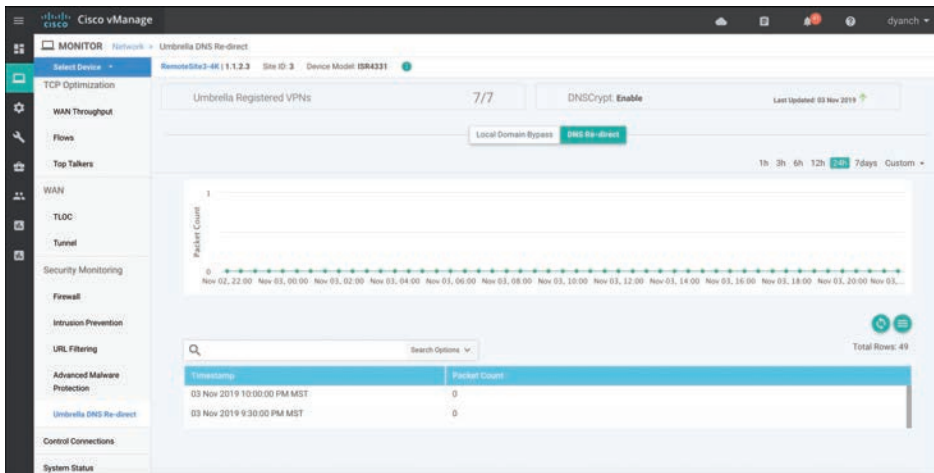 cisco Cisco vManage
dyanch
MONITOR Network > Umbrella DNS Re-direct
Select Device
RemoteSite3-4K | 1.1.2.3 Site ID: 3 Device Model: ISR4331
TCP Optimization
WAN Throughput
Flows
Top Talkers
WAN
TLOC
Tunnel
Security Monitoring
Firewall
Intrusion Prevention
URL Filtering
Advanced Malware
Protection
Umbrella DNS Re-direct
Control Connections
System Status
Umbrella Registered VPNs 7/7
DNSCrypt: Enable Last Updated: 03 Nov 2019
Local Domain Bypass DNS Re-direct
1h 3h 6h 12h 24h 7days Custom
Packet Count
1
0
Nov 02, 22:00 Nov 03, 00:00 Nov 03, 02:00 Nov 03, 04:00 Nov 03, 06:00 Nov 03, 08:00 Nov 03, 10:00 Nov 03, 12:00 Nov 03, 14:00 Nov 03, 16:00 Nov 03, 18:00 Nov 03, 20:00 Nov 03,...
Search Options
Total Rows: 49
Timestamp Packet Count
03 Nov 2019 10:00:00 PM MST 0
03 Nov 2019 9:30:00 PM MST 0